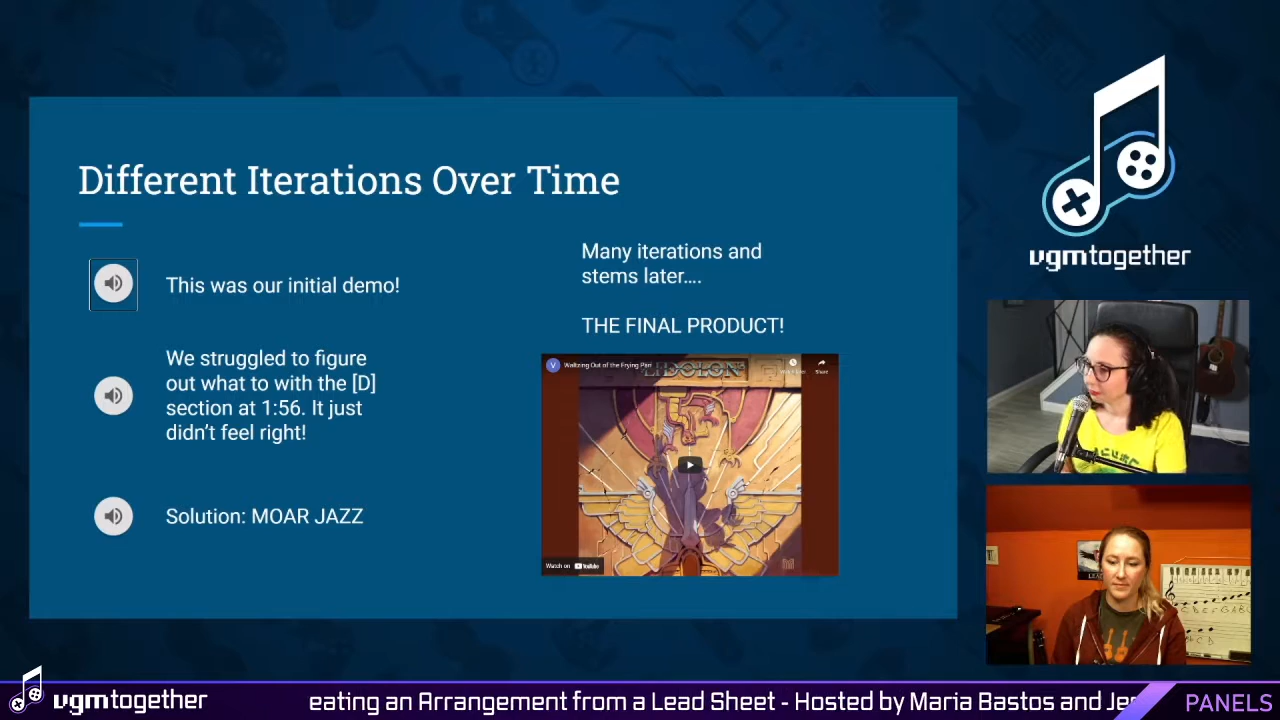 Different Iterations Over Time
This was our initial demo!
We struggled to figure
out what to with the [D]
section at 1:56. It just
didn't feel right!
Solution: MOAR JAZZ
Many iterations and
stems later....
THE FINAL PRODUCT!
V
Waltzing Out of the Frying Pan
Share
Watch on YouTube
vgmtogether
LEAD
vgmtogether
eating an Arrangement from a Lead Sheet - Hosted by Maria Bastos and Je
PANELS